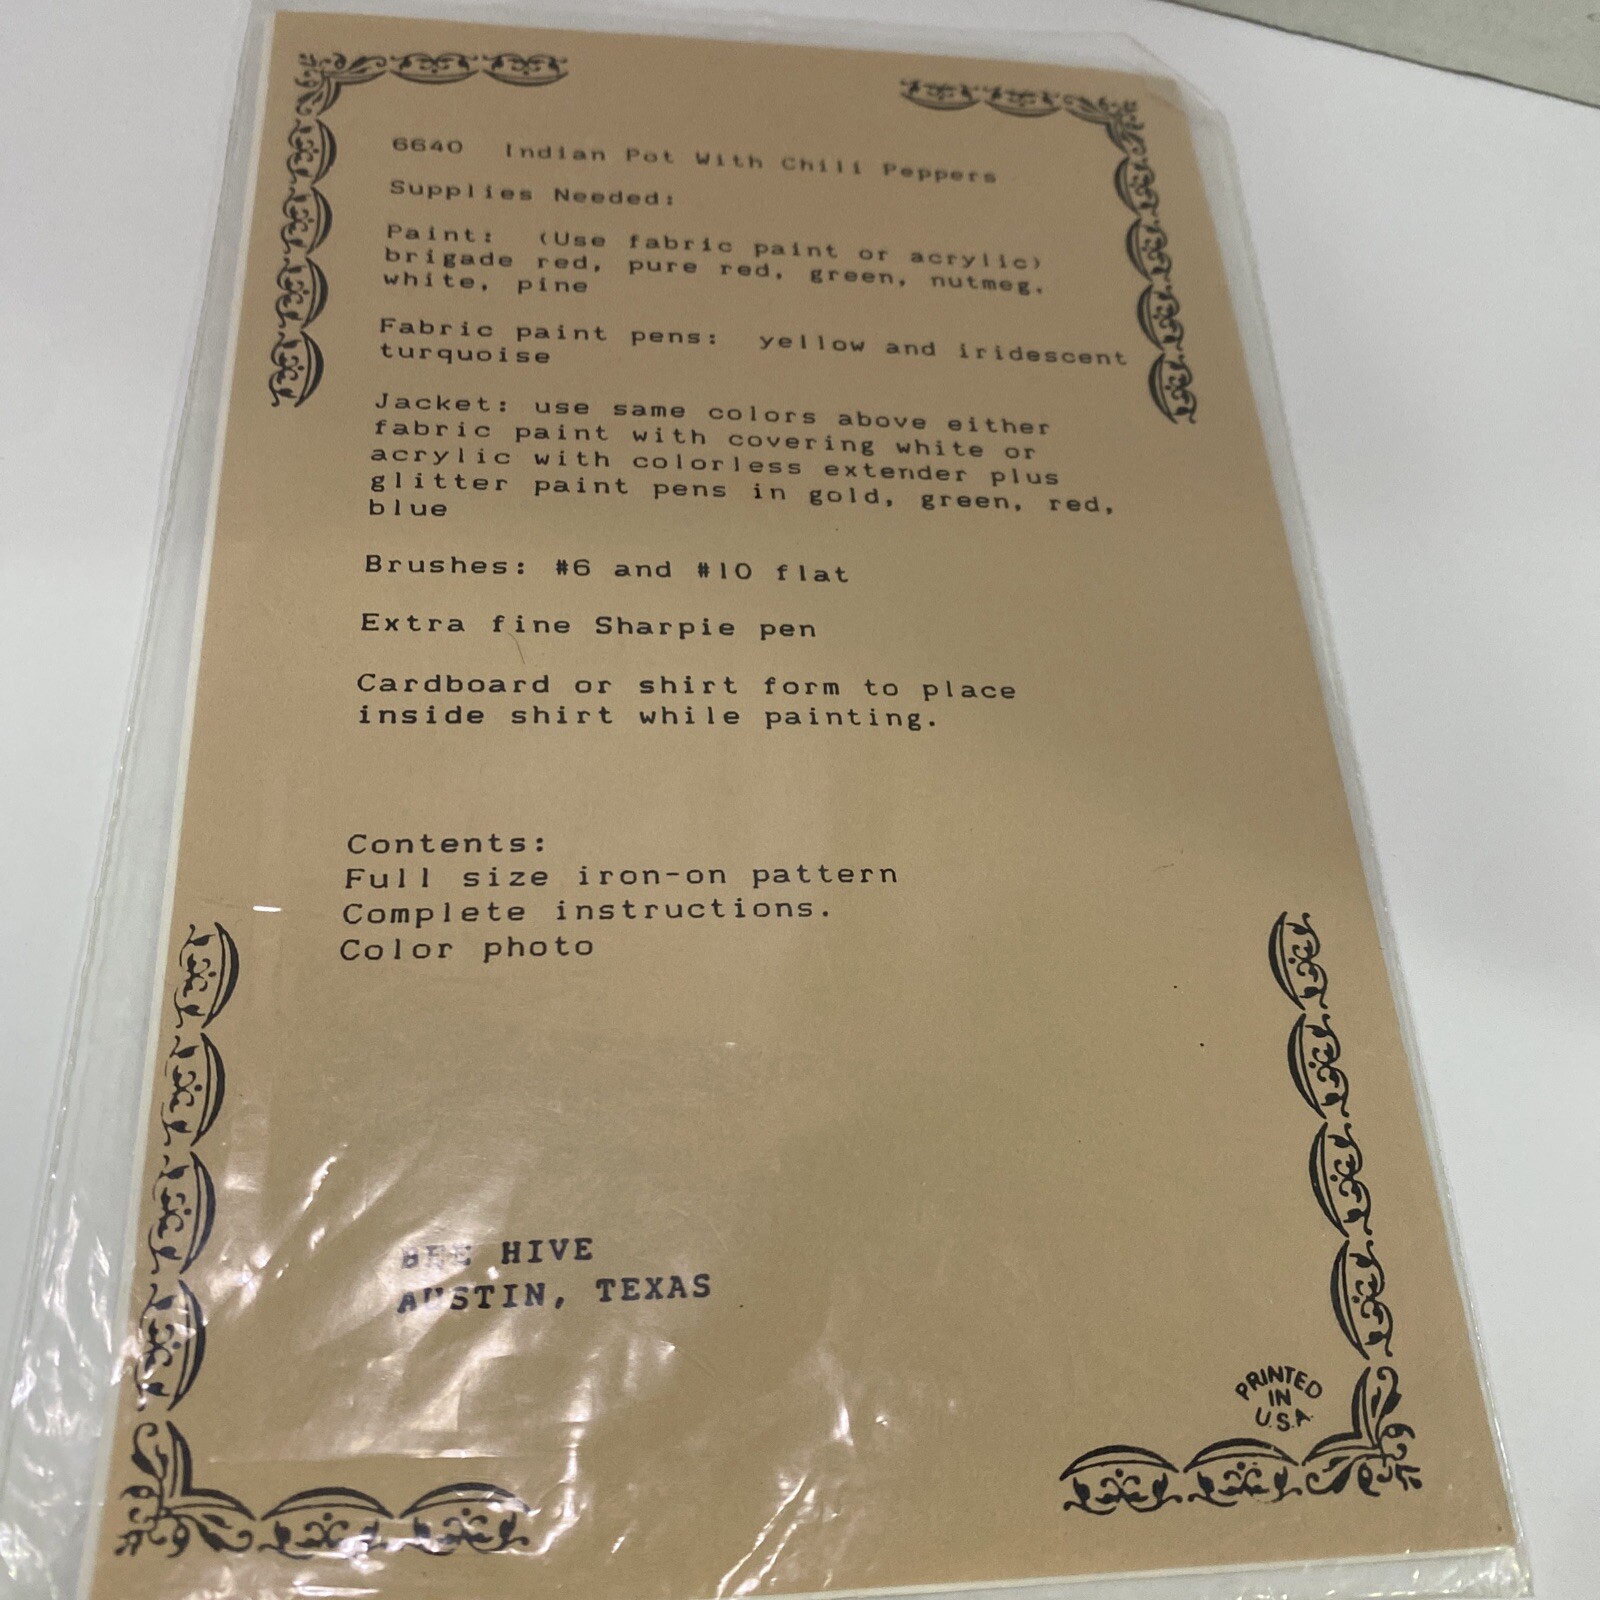 6640 Indian Pot With Chili Peppers
Supplies Needed:
Paint: (Use fabric paint or acrylic)
brigade red, pure red, green, nutmeg,
white, pine
Fabric paint pens: yellow and iridescent
turquoise
Jacket: use same colors above either
fabric paint with covering white or
acrylic with colorless extender plus
glitter paint pens in gold, green, red,
blue
Brushes: #6 and #10 flat
Extra fine Sharpie pen
Cardboard or shirt form to place
inside shirt while painting.
Contents:
Full size iron-on pattern
Complete instructions.
Color photo
BEE HIVE
AUSTIN, TEXAS
PRINTED
IN
U.S.A.